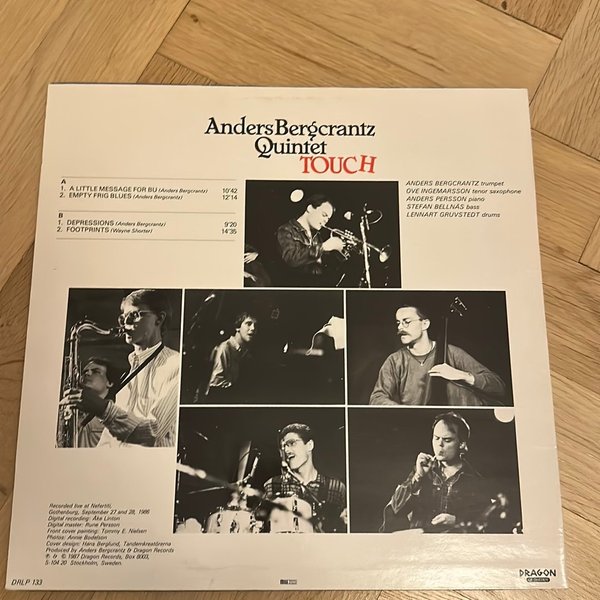 Anders Bergcrantz
Quintet
TOUCH
A
1. A LITTLE MESSAGE FOR BU (Anders Bergcrantz) 10'42
2. EMPTY FRIG BLUES (Anders Bergcrantz) 12'14
B
1. DEPRESSIONS (Anders Bergcrantz) 9'20
2. FOOTPRINTS (Wayne Shorter) 14'35
ANDERS BERGCRANTZ trumpet
OVE INGEMARSSON tenor saxophone
ANDERS PERSSON piano
STEFAN BELLNÄS bass
LENNART GRUVSTEDT drums
Recorded live at Nefertiti,
Gothenburg, September 27 and 28, 1986
Digital recording: Åke Linton
Digital master: Rune Persson
Front cover painting: Tommy E. Nielsen
Photos: Annie Bodelson
Cover design: Hans Berglund, Tandemkreatörerna
Produced by Anders Bergcrantz & Dragon Records
℗ & © 1987 Dragon Records, Box 8003,
S-104 20 Stockholm, Sweden.
DRLP 133
DRAGON